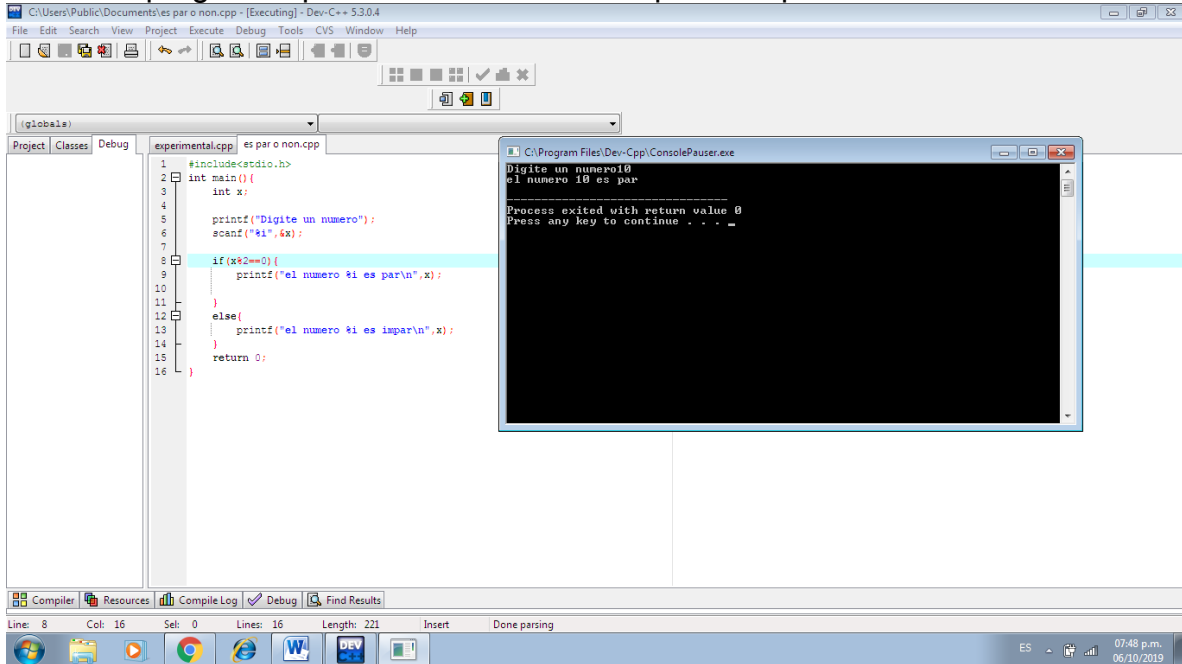 C:\Users\Public\Documents\es par o non.cpp - [Executing] - Dev-C++ 5.3.0.4
File Edit Search View Project Execute Debug Tools CVS Window Help
(globals)
Project Classes Debug
experimental.cpp es par o non.cpp
1 #include<stdio.h>
2 int main(){
3 int x;
4
5 printf("Digite un numero");
6 scanf("%i",&x);
7
8 if(x%2==0){
9 printf("el numero %i es par\n",x);
10
11 }
12 else{
13 printf("el numero %i es impar\n",x);
14 }
15 return 0;
16 }
C:\Program Files\Dev-Cpp\ConsolePauser.exe
Digite un numero10
el numero 10 es par
--------------------------------
Process exited with return value 0
Press any key to continue . . . _
Compiler Resources Compile Log Debug Find Results
Line: 8 Col: 16 Sel: 0 Lines: 16 Length: 221 Insert Done parsing
W DEV
ES 07:48 p.m.
06/10/2019